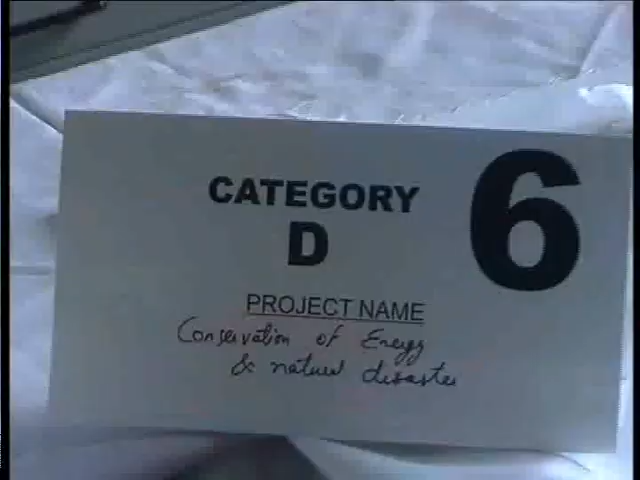 CATEGORY
D
6
PROJECT NAME
Conservation of Energy
& natural disaster